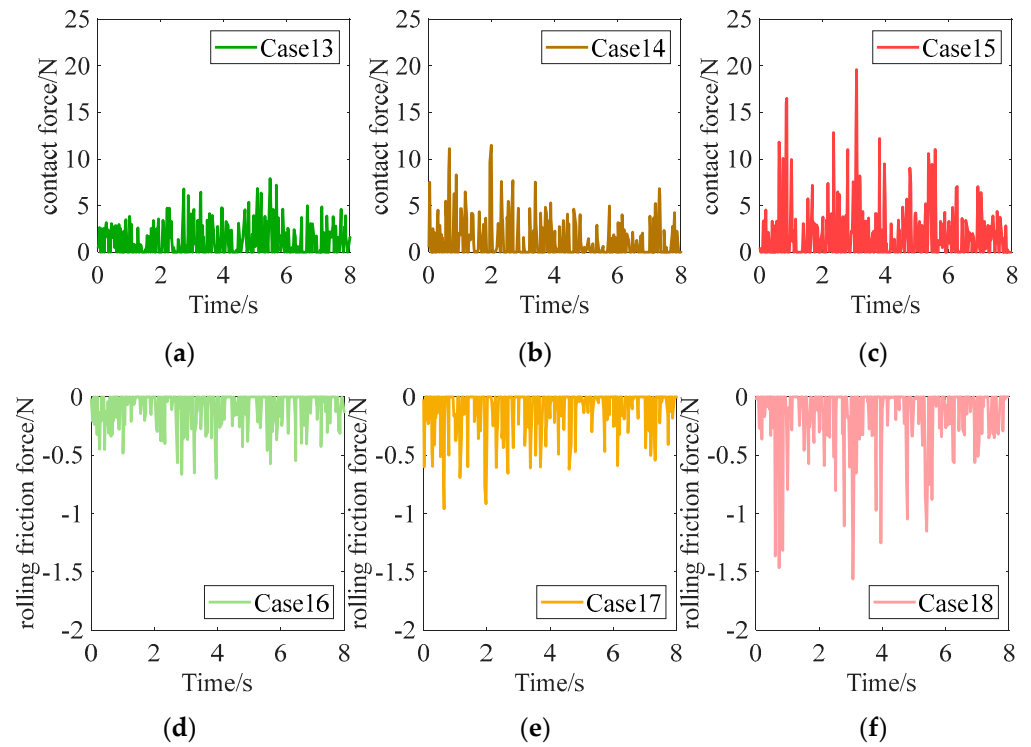 contact force/N
25
20
15
10
5
0
Case13
0 2 4 6 8
Time/s
(a)
contact force/N
25
20
15
10
5
0
Case14
0 2 4 6 8
Time/s
(b)
contact force/N
25
20
15
10
5
0
Case15
0 2 4 6 8
Time/s
(c)
rolling friction force/N
0
-0.5
-1
-1.5
-2
Case16
0 2 4 6 8
Time/s
(d)
rolling friction force/N
0
-0.5
-1
-1.5
-2
Case17
0 2 4 6 8
Time/s
(e)
rolling friction force/N
0
-0.5
-1
-1.5
-2
Case18
0 2 4 6 8
Time/s
(f)